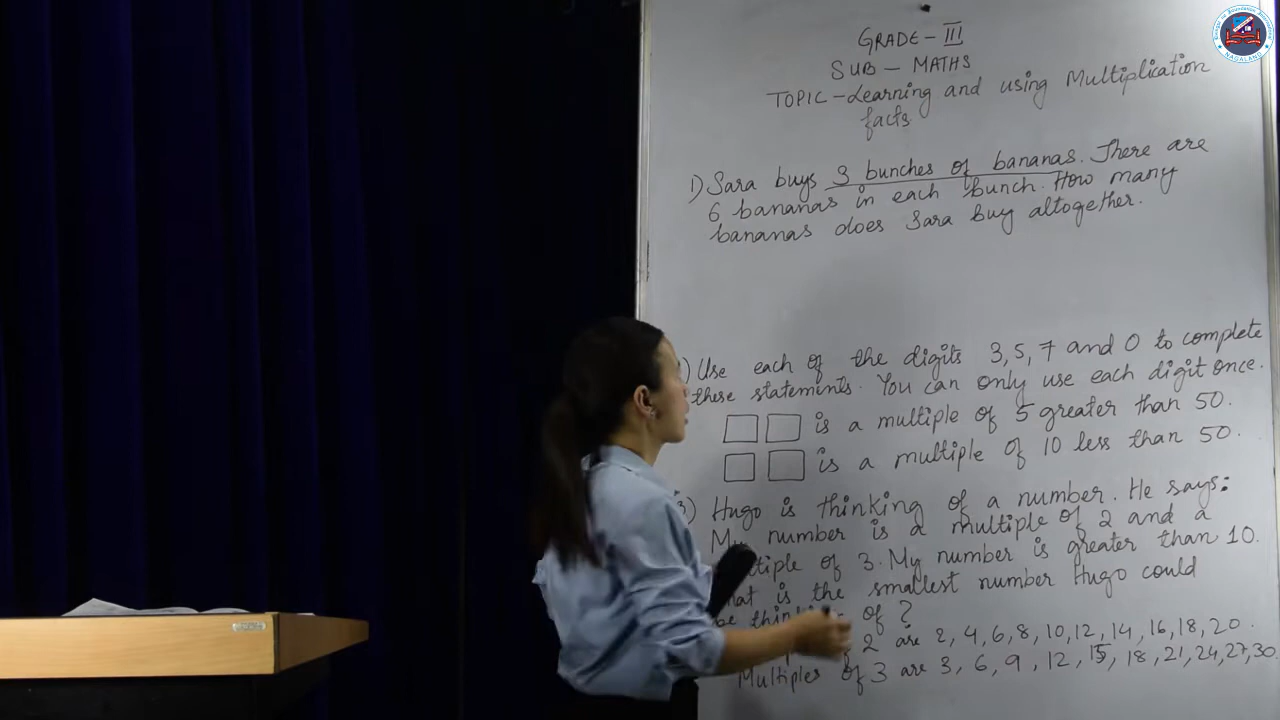 GRADE - III
SUB - MATHS
TOPIC - Learning and using Multiplication
facts
1) Sara buys 3 bunches of bananas. There are
6 bananas in each bunch. How many
bananas does Sara buy altogether.
) Use each of the digits 3, 5, 7 and 0 to complete
these statements. You can only use each digit once.
is a multiple of 5 greater than 50.
is a multiple of 10 less than 50.
3) Hugo is thinking of a number. He says:
My number is a multiple of 2 and a
multiple of 3. My number is greater than 10.
What is the smallest number Hugo could
be thinking of?
2 are 2, 4, 6, 8, 10, 12, 14, 16, 18, 20.
Multiples of 3 are 3, 6, 9, 12, 15, 18, 21, 24, 27, 30
NAGALAND